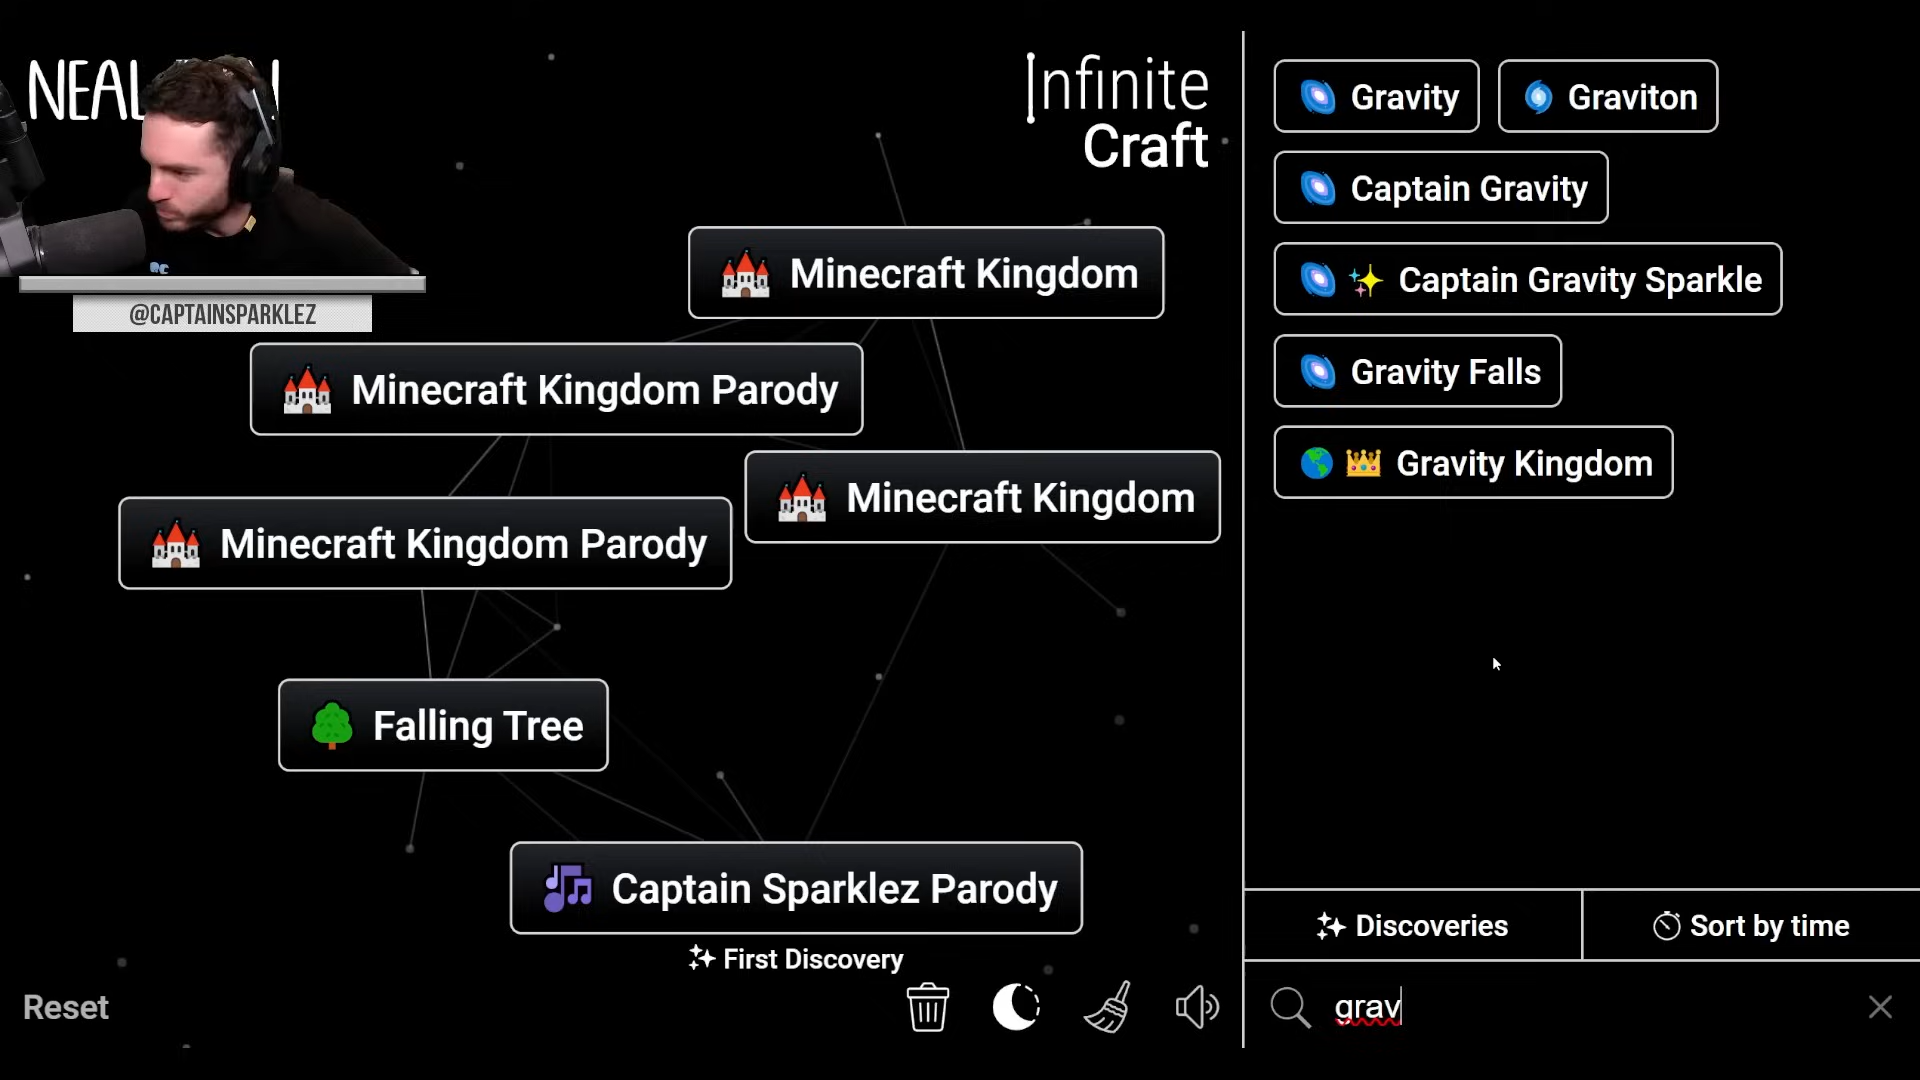 NEAL
Infinite
Craft
@CAPTAINSPARKLEZ
Minecraft Kingdom
Minecraft Kingdom Parody
Minecraft Kingdom
Minecraft Kingdom Parody
Falling Tree
Captain Sparklez Parody
First Discovery
Reset
Gravity
Graviton
Captain Gravity
Captain Gravity Sparkle
Gravity Falls
Gravity Kingdom
Discoveries
Sort by time
grav